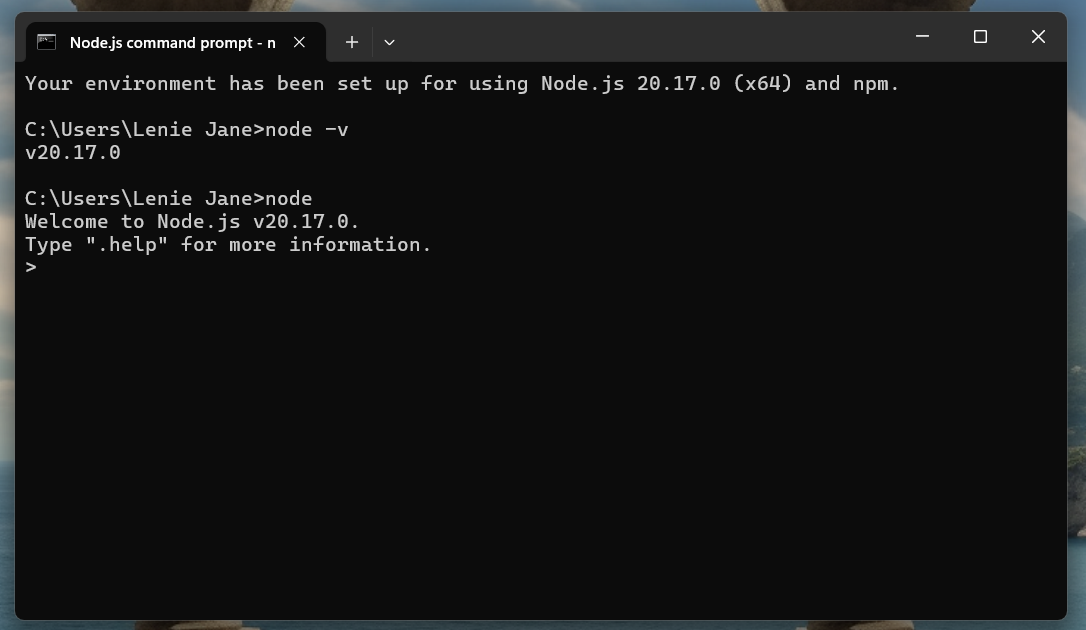 Node.js command prompt - n
Your environment has been set up for using Node.js 20.17.0 (x64) and npm.
C:\Users\Lenie Jane>node -v
v20.17.0
C:\Users\Lenie Jane>node
Welcome to Node.js v20.17.0.
Type ".help" for more information.
>